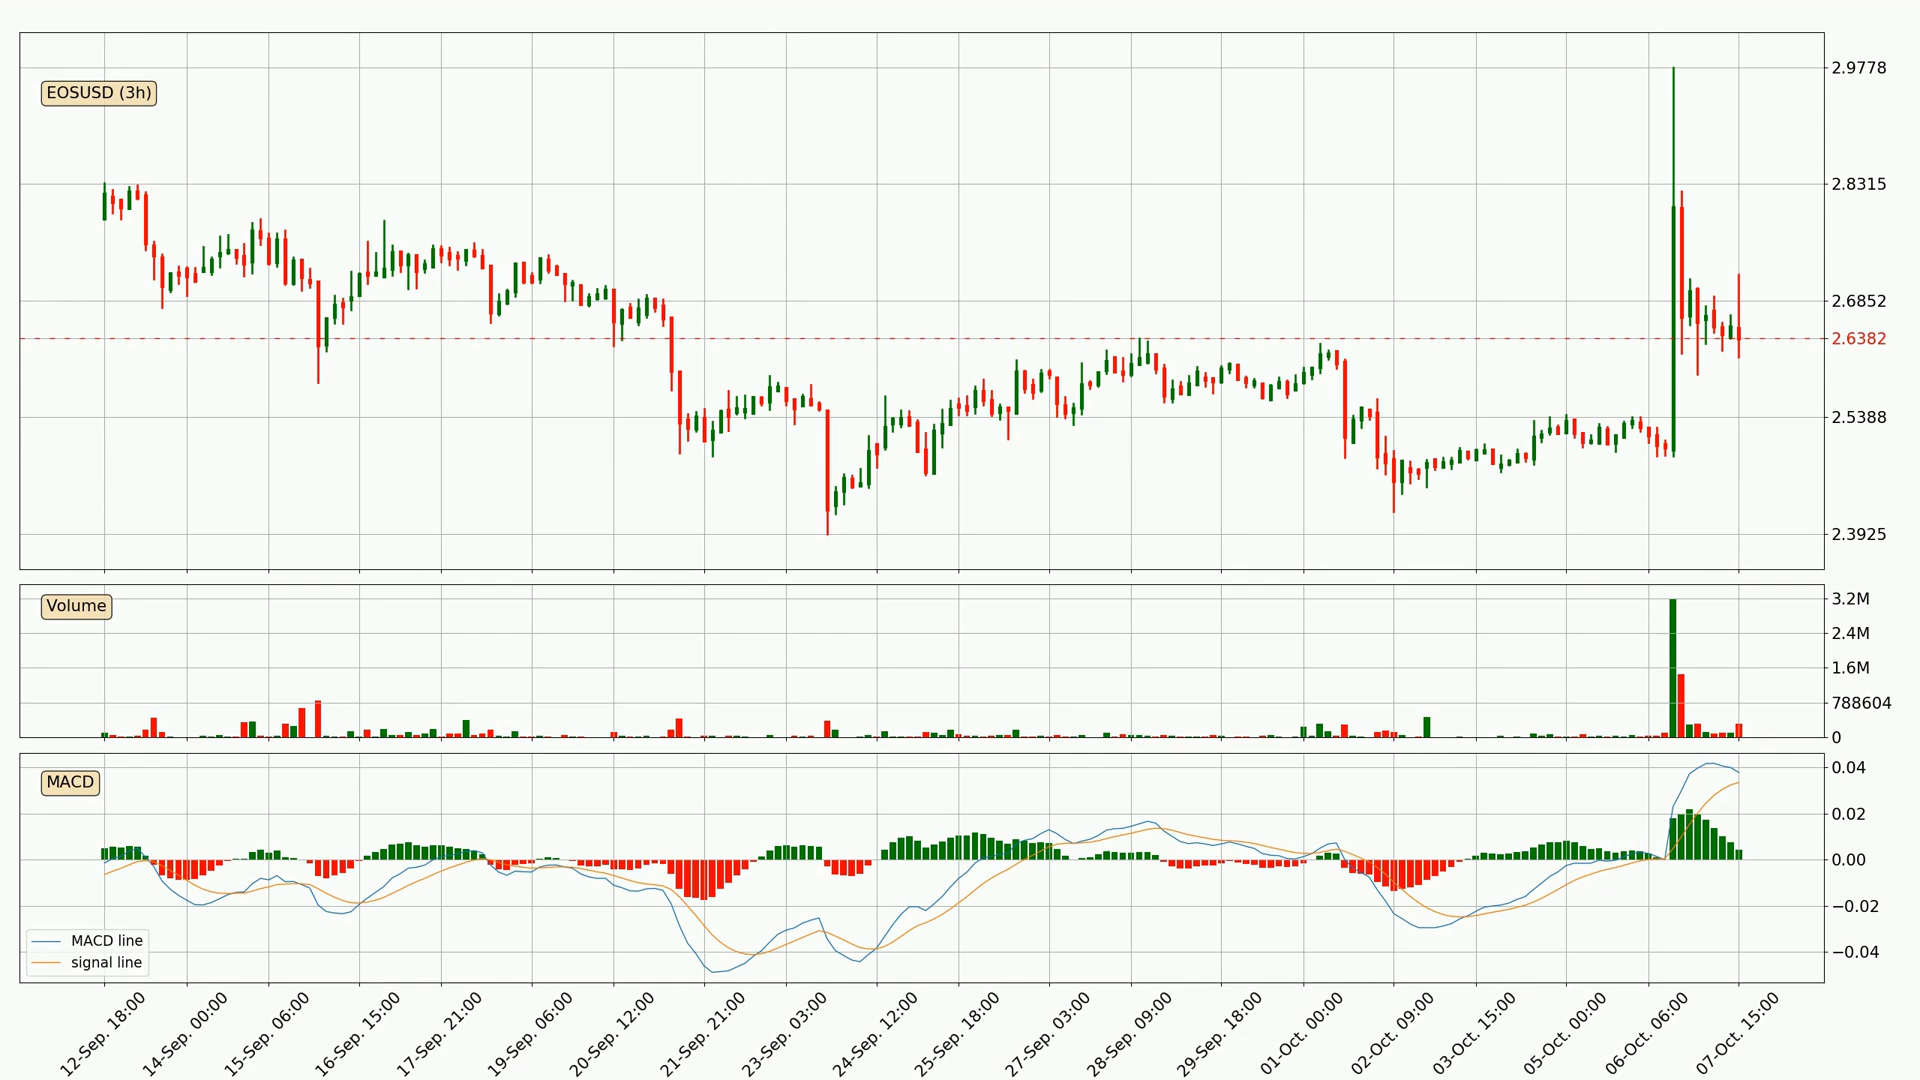 EOSUSD (3h)
2.9778
2.8315
2.6852
2.6382
2.5388
2.3925
Volume
3.2M
2.4M
1.6M
788604
0
MACD
0.04
0.02
0.00
−0.02
−0.04
MACD line
signal line
12-Sep. 18:00
14-Sep. 00:00
15-Sep. 06:00
16-Sep. 15:00
17-Sep. 21:00
19-Sep. 06:00
20-Sep. 12:00
21-Sep. 21:00
23-Sep. 03:00
24-Sep. 12:00
25-Sep. 18:00
27-Sep. 03:00
28-Sep. 09:00
29-Sep. 18:00
01-Oct. 00:00
02-Oct. 09:00
03-Oct. 15:00
05-Oct. 00:00
06-Oct. 06:00
07-Oct. 15:00